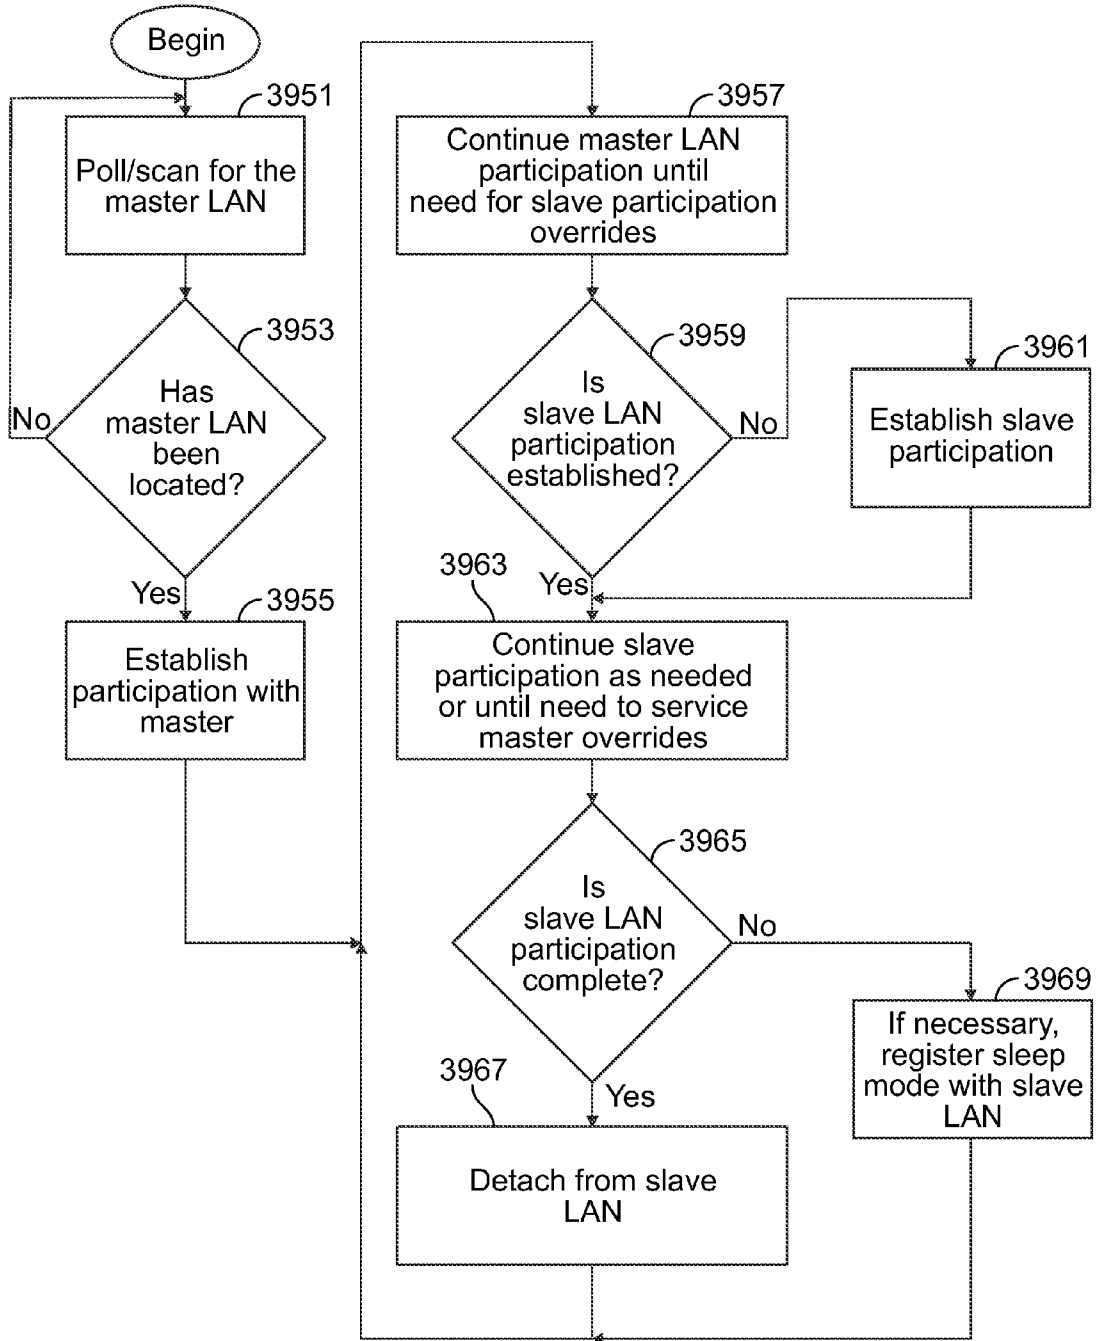 Begin
3951
Poll/scan for the
master LAN
3953
Has
master LAN
been
located?
No
Yes
3955
Establish
participation with
master
3957
Continue master LAN
participation until
need for slave participation
overrides
3959
Is
slave LAN
participation
established?
No
3961
Establish slave
participation
Yes
3963
Continue slave
participation as needed
or until need to service
master overrides
3965
Is
slave LAN
participation
complete?
No
3969
If necessary,
register sleep
mode with slave
LAN
Yes
3967
Detach from slave
LAN